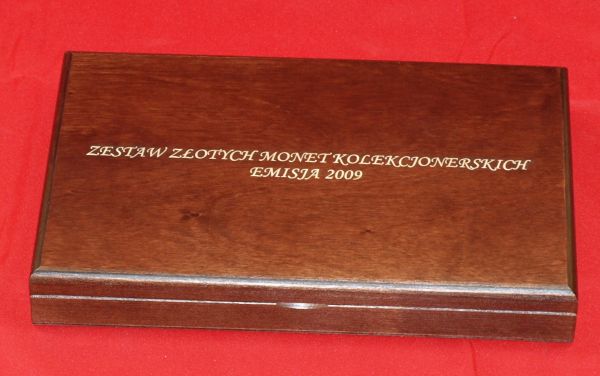 ZESTAW ZŁOTYCH MONET KOLEKCJONERSKICH
EMISJA 2009